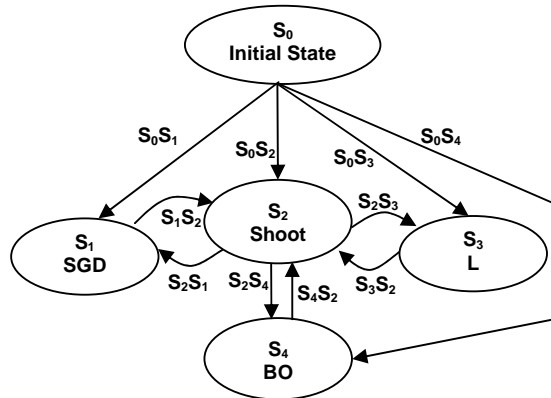 S₀
Initial State
S₀S₁
S₀S₂
S₀S₃
S₀S₄
S₁
SGD
S₁S₂
S₂
Shoot
S₂S₃
S₃
L
S₂S₁
S₂S₄
S₄S₂
S₃S₂
S₄
BO